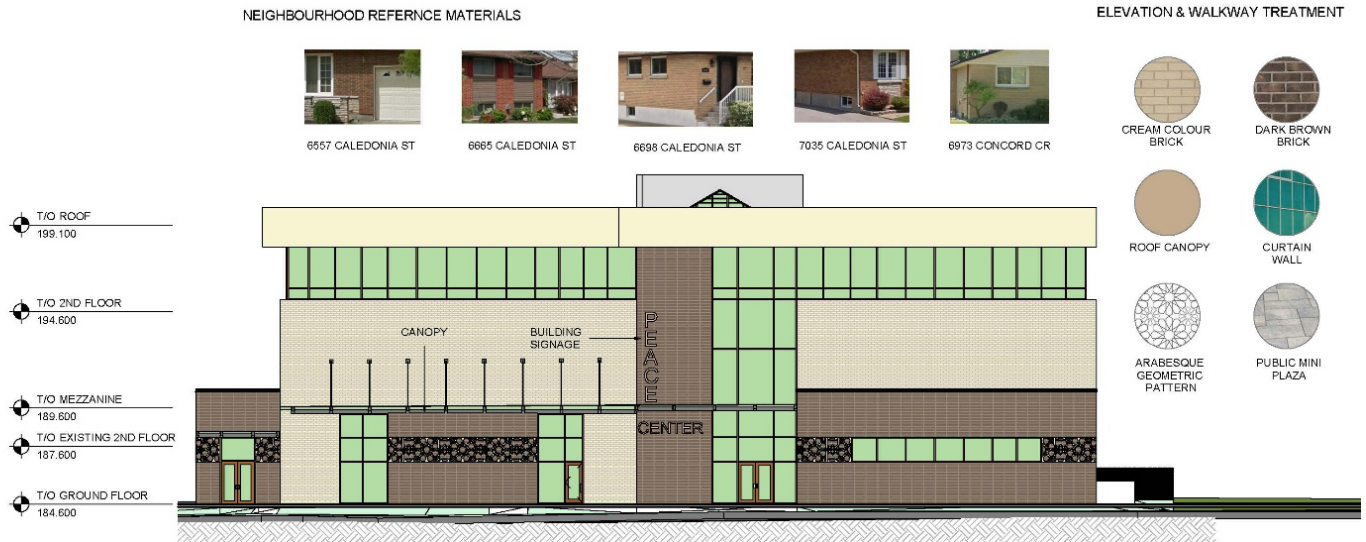 NEIGHBOURHOOD REFERNCE MATERIALS
ELEVATION & WALKWAY TREATMENT
6557 CALEDONIA ST
6665 CALEDONIA ST
6698 CALEDONIA ST
7035 CALEDONIA ST
6973 CONCORD CR
CREAM COLOUR
BRICK
DARK BROWN
BRICK
ROOF CANOPY
CURTAIN
WALL
ARABESQUE
GEOMETRIC
PATTERN
PUBLIC MINI
PLAZA
T/O ROOF
199.100
T/O 2ND FLOOR
194.600
T/O MEZZANINE
189.600
T/O EXISTING 2ND FLOOR
187.600
T/O GROUND FLOOR
184.600
CANOPY
BUILDING
SIGNAGE
PEACE
CENTER